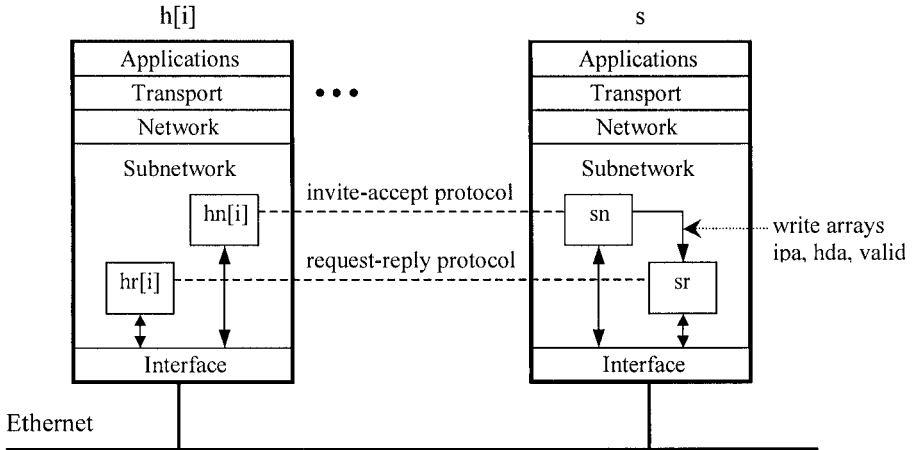 h[i]
s
Applications
Applications
Transport
• • •
Transport
Network
Network
Subnetwork
Subnetwork
invite-accept protocol
hn[i]
sn
write arrays
ipa, hda, valid
request-reply protocol
hr[i]
sr
Interface
Interface
Ethernet